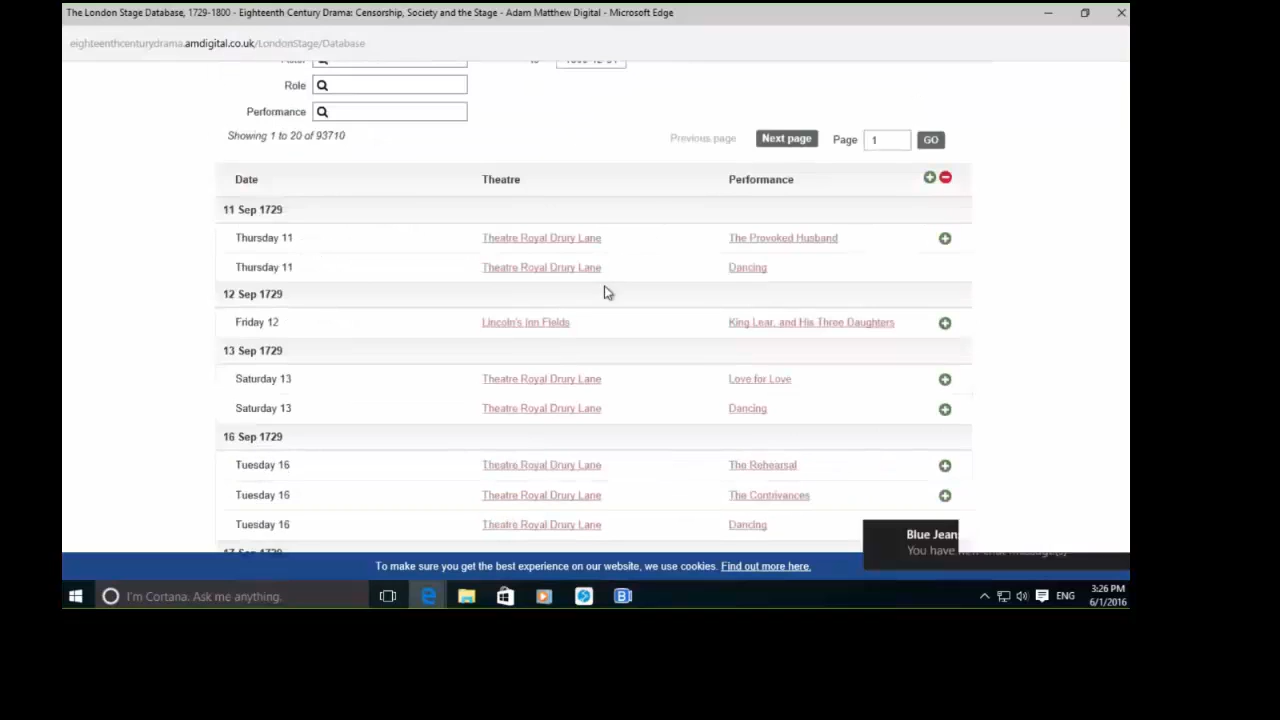 The London Stage Database, 1729-1800 - Eighteenth Century Drama: Censorship, Society and the Stage - Adam Matthew Digital - Microsoft Edge
eighteenthcenturydrama.amdigital.co.uk/LondonStage/Database
Role
Performance
Showing 1 to 20 of 93710
Previous page Next page Page 1 GO
Date Theatre Performance
11 Sep 1729
Thursday 11 Theatre Royal Drury Lane The Provoked Husband
Thursday 11 Theatre Royal Drury Lane Dancing
12 Sep 1729
Friday 12 Lincoln's Inn Fields King Lear, and His Three Daughters
13 Sep 1729
Saturday 13 Theatre Royal Drury Lane Love for Love
Saturday 13 Theatre Royal Drury Lane Dancing
16 Sep 1729
Tuesday 16 Theatre Royal Drury Lane The Rehearsal
Tuesday 16 Theatre Royal Drury Lane The Contrivances
Tuesday 16 Theatre Royal Drury Lane Dancing
Blue Jean
You have new chat message(s)
To make sure you get the best experience on our website, we use cookies. Find out more here.
I'm Cortana. Ask me anything.
ENG
3:26 PM
6/1/2016